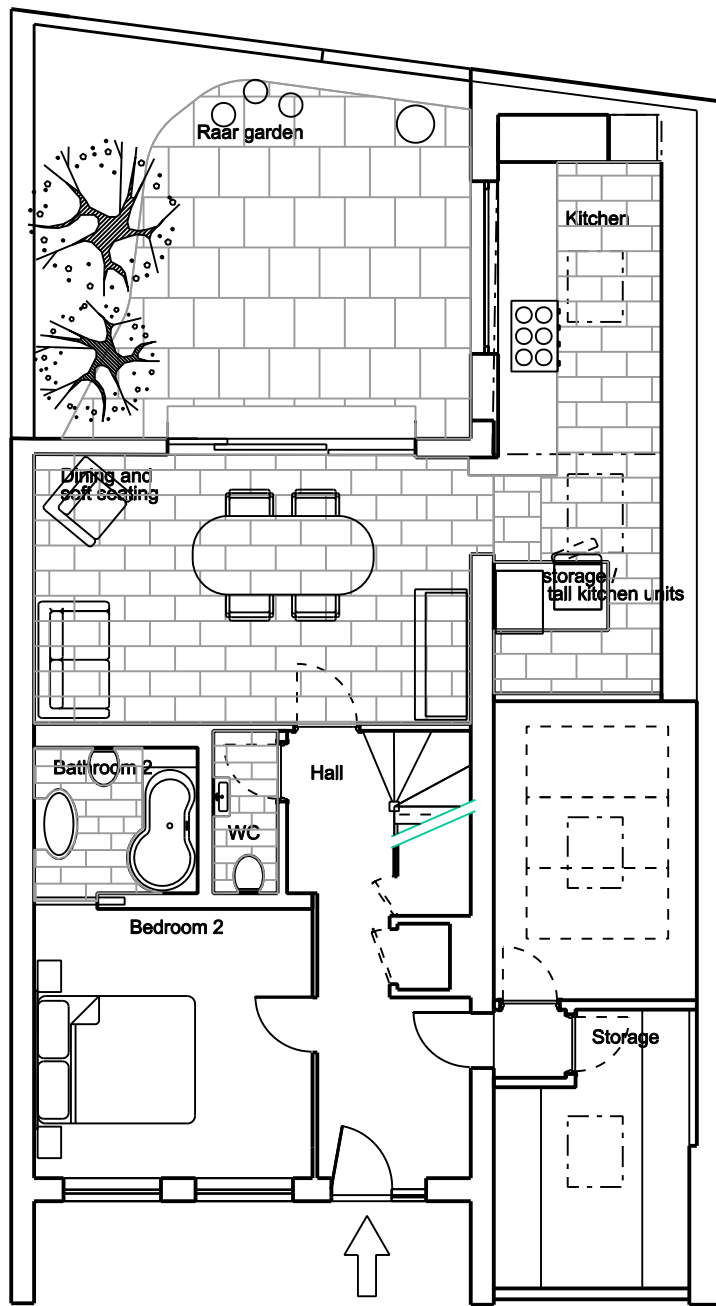 Raar garden
Kitchen
Dining and
soft seating
storage /
tall kitchen units
Bathroom 2
Hall
WC
Bedroom 2
Storage